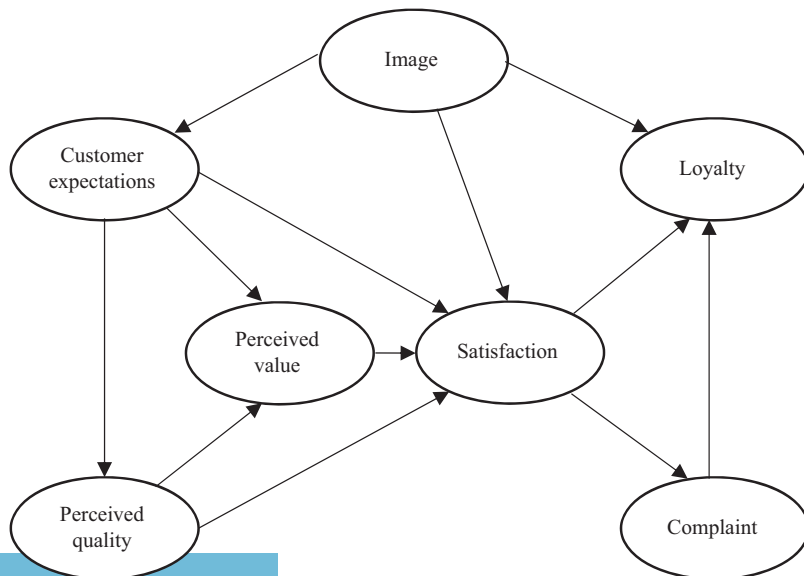 Image
Customer
expectations
Loyalty
Perceived
value
Satisfaction
Perceived
quality
Complaint